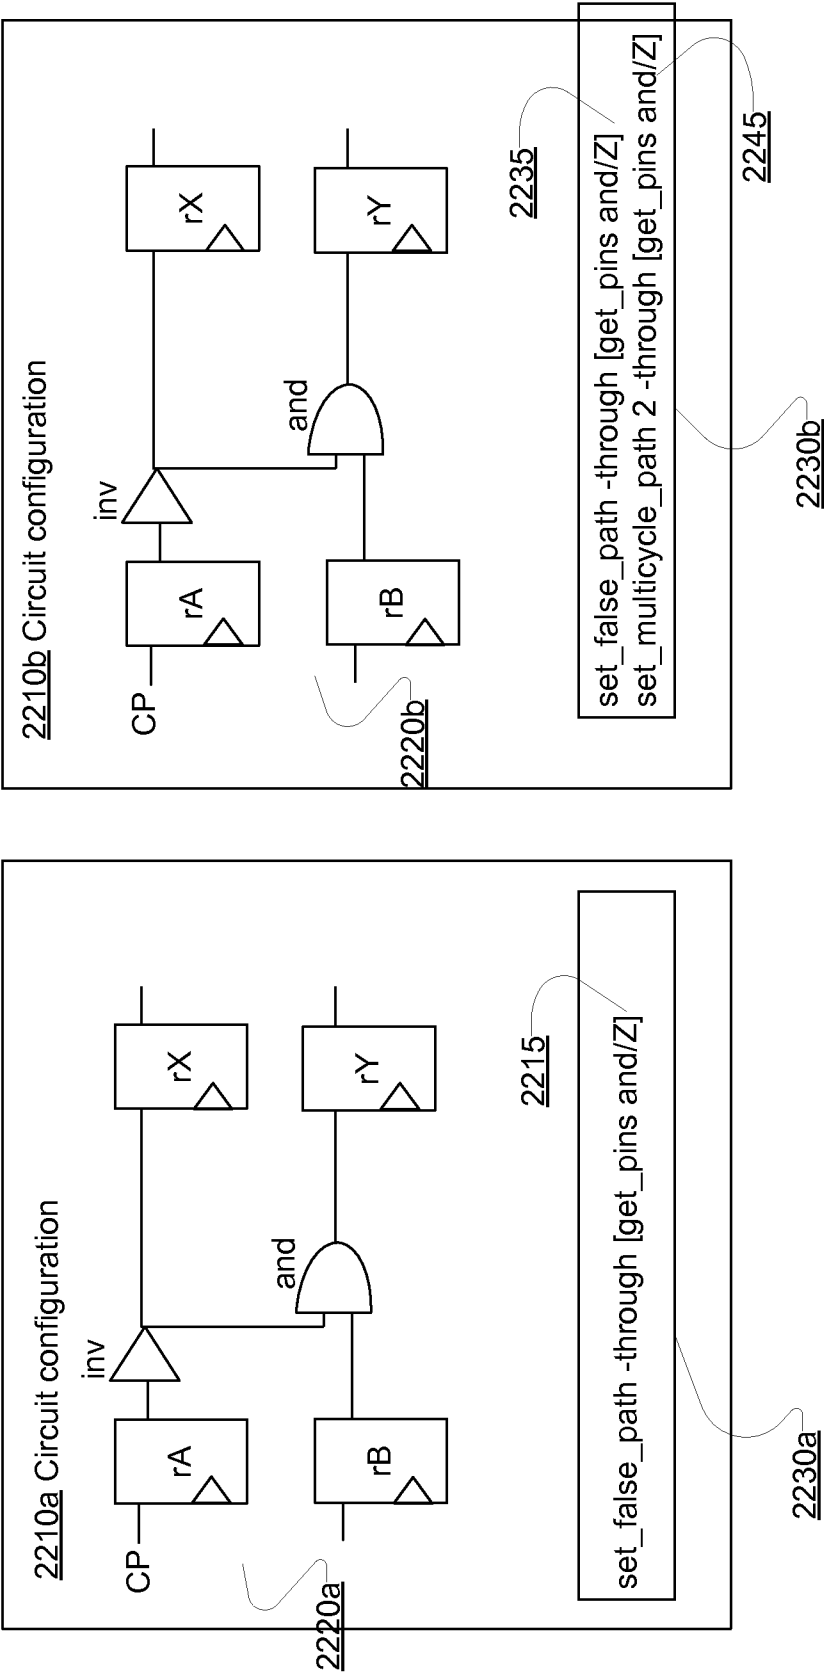 2210a Circuit configuration
CP
rA
inv
rX
rB
and
rY
2220a
2215
set_false_path -through [get_pins and/Z]
2230a
2210b Circuit configuration
CP
rA
inv
rX
rB
and
rY
2220b
2235
set_false_path -through [get_pins and/Z]
set_multicycle_path 2 -through [get_pins and/Z]
2245
2230b